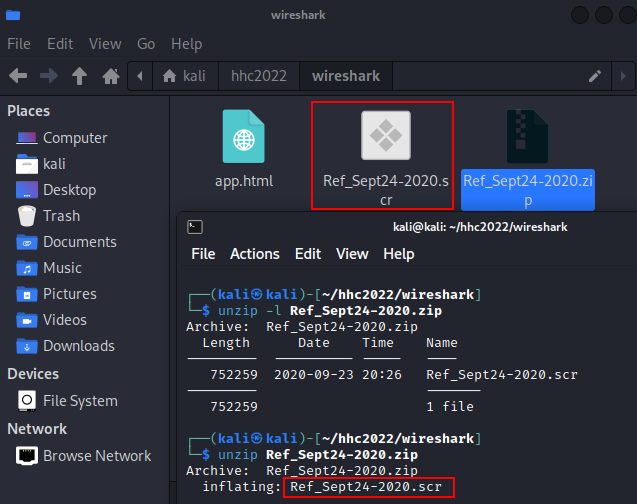 wireshark
File Edit View Go Help
kali hhc2022 wireshark
Places
Computer
kali
Desktop
Trash
Documents
Music
Pictures
Videos
Downloads
Devices
File System
Network
Browse Network
app.html
Ref_Sept24-2020.s
cr
Ref_Sept24-2020.zi
p
kali@kali: ~/hhc2022/wireshark
File Actions Edit View Help
┌──(kali㉿kali)-[~/hhc2022/wireshark]
└─$ unzip -l Ref_Sept24-2020.zip
Archive:  Ref_Sept24-2020.zip
  Length      Date    Time    Name
---------  ---------- -----   ----
   752259  2020-09-23 20:26   Ref_Sept24-2020.scr
---------                     -------
   752259                     1 file
┌──(kali㉿kali)-[~/hhc2022/wireshark]
└─$ unzip Ref_Sept24-2020.zip
Archive:  Ref_Sept24-2020.zip
  inflating: Ref_Sept24-2020.scr